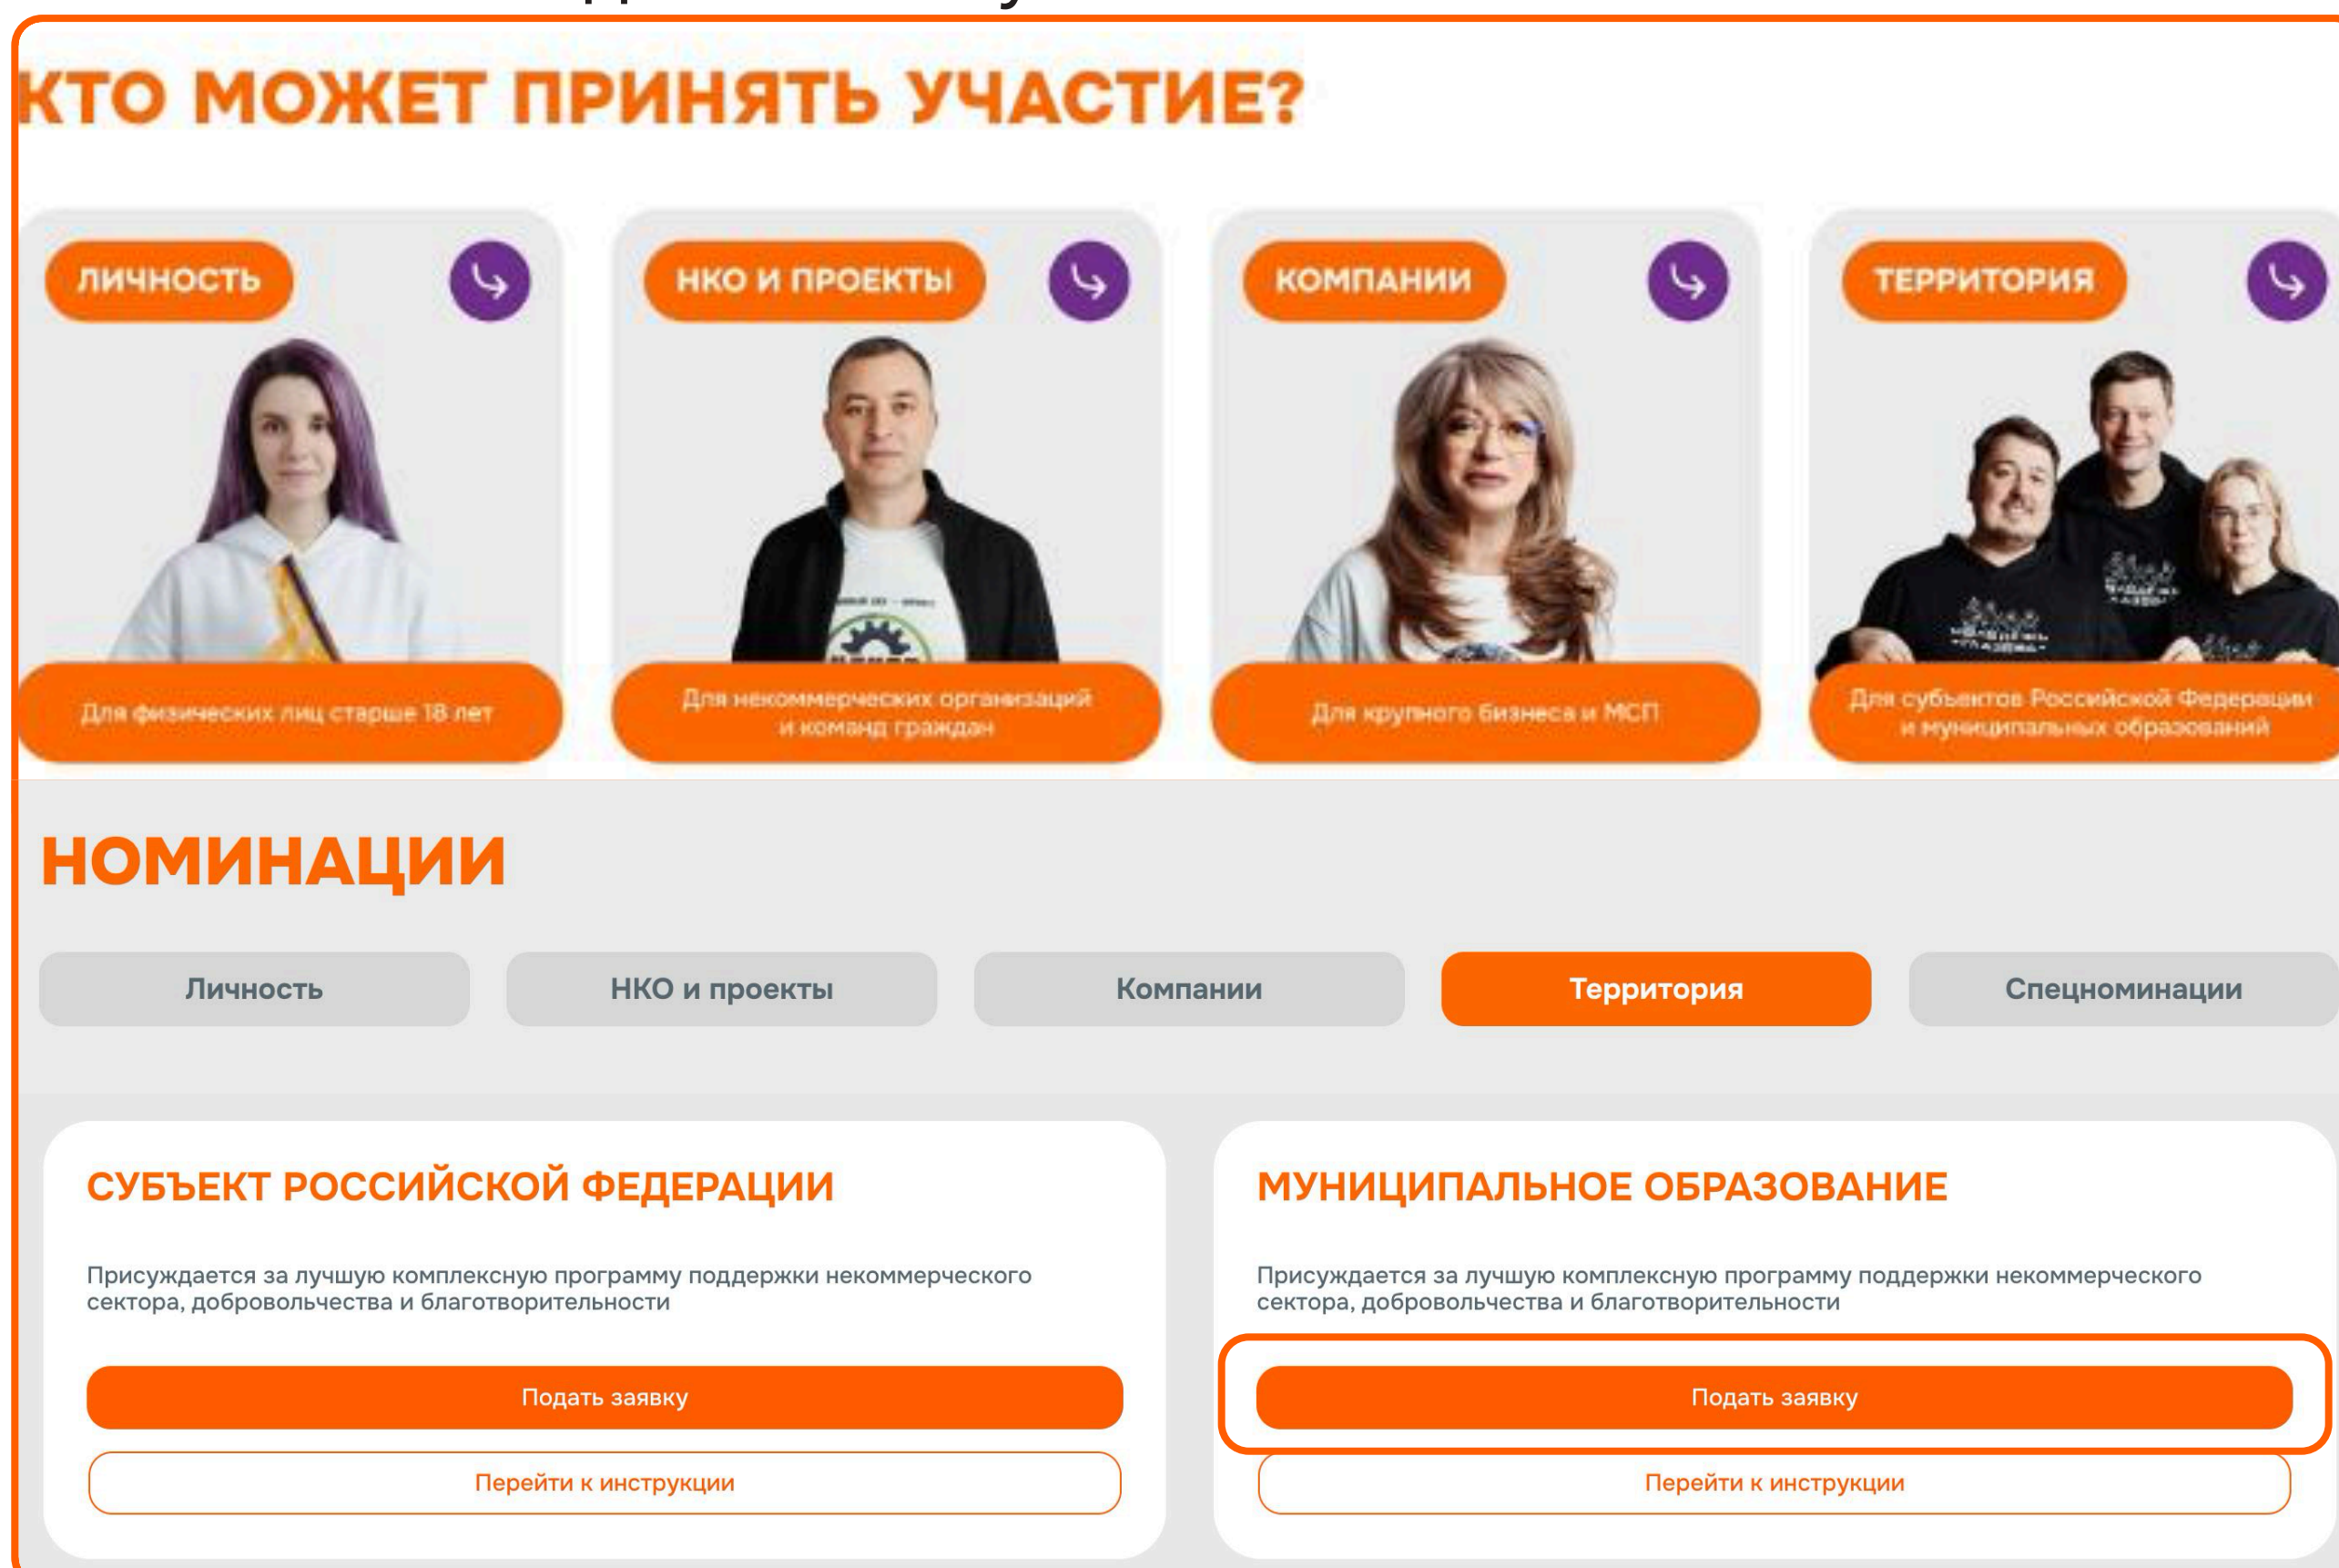 КТО МОЖЕТ ПРИНЯТЬ УЧАСТИЕ?
ЛИЧНОСТЬ
НКО И ПРОЕКТЫ
КОМПАНИИ
ТЕРРИТОРИЯ
Для физических лиц старше 18 лет
Для некоммерческих организаций
и команд граждан
Для крупного бизнеса и МСП
Для субъектов Российской Федерации
и муниципальных образований
НОМИНАЦИИ
Личность
НКО и проекты
Компании
Территория
Спецноминации
СУБЪЕКТ РОССИЙСКОЙ ФЕДЕРАЦИИ
Присуждается за лучшую комплексную программу поддержки некоммерческого
сектора, добровольчества и благотворительности
Подать заявку
Перейти к инструкции
МУНИЦИПАЛЬНОЕ ОБРАЗОВАНИЕ
Присуждается за лучшую комплексную программу поддержки некоммерческого
сектора, добровольчества и благотворительности
Подать заявку
Перейти к инструкции